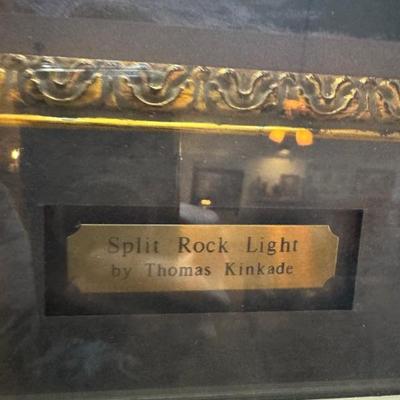 Split Rock Light
by Thomas Kinkade